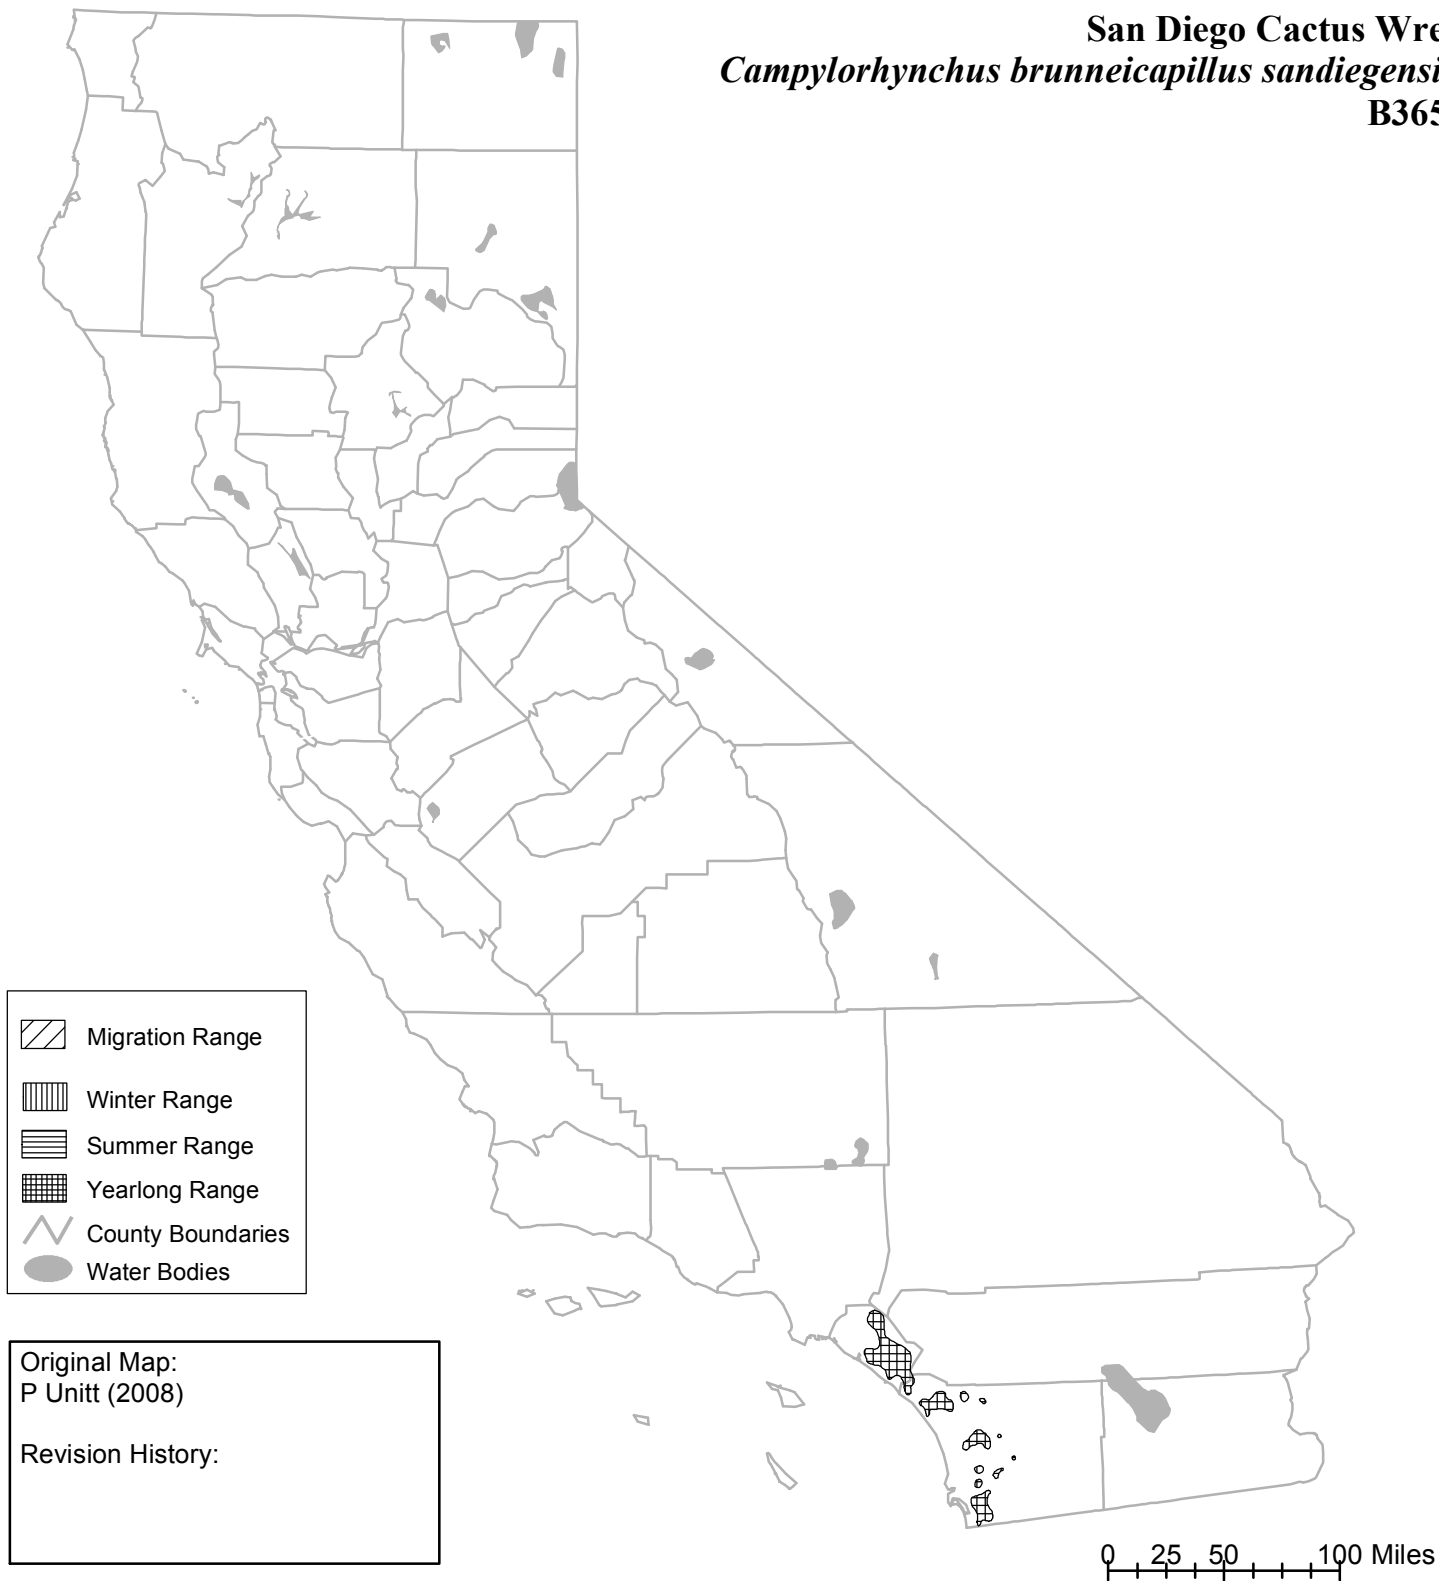 San Diego Cactus Wre
Campylorhynchus brunneicapillus sandiegensi
B365
Migration Range
Winter Range
Summer Range
Yearlong Range
County Boundaries
Water Bodies
Original Map:
P Unitt (2008)
Revision History:
0 25 50 100 Miles